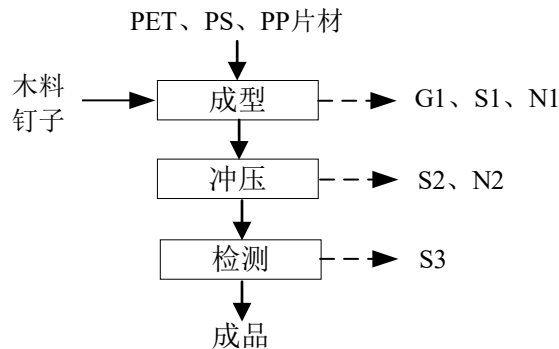 PET、PS、PP片材
木料
钉子
成型
G1、S1、N1
冲压
S2、N2
检测
S3
成品